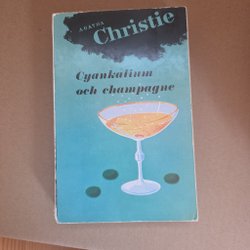 AGATHA
Christie
Cyankalium
och champagne